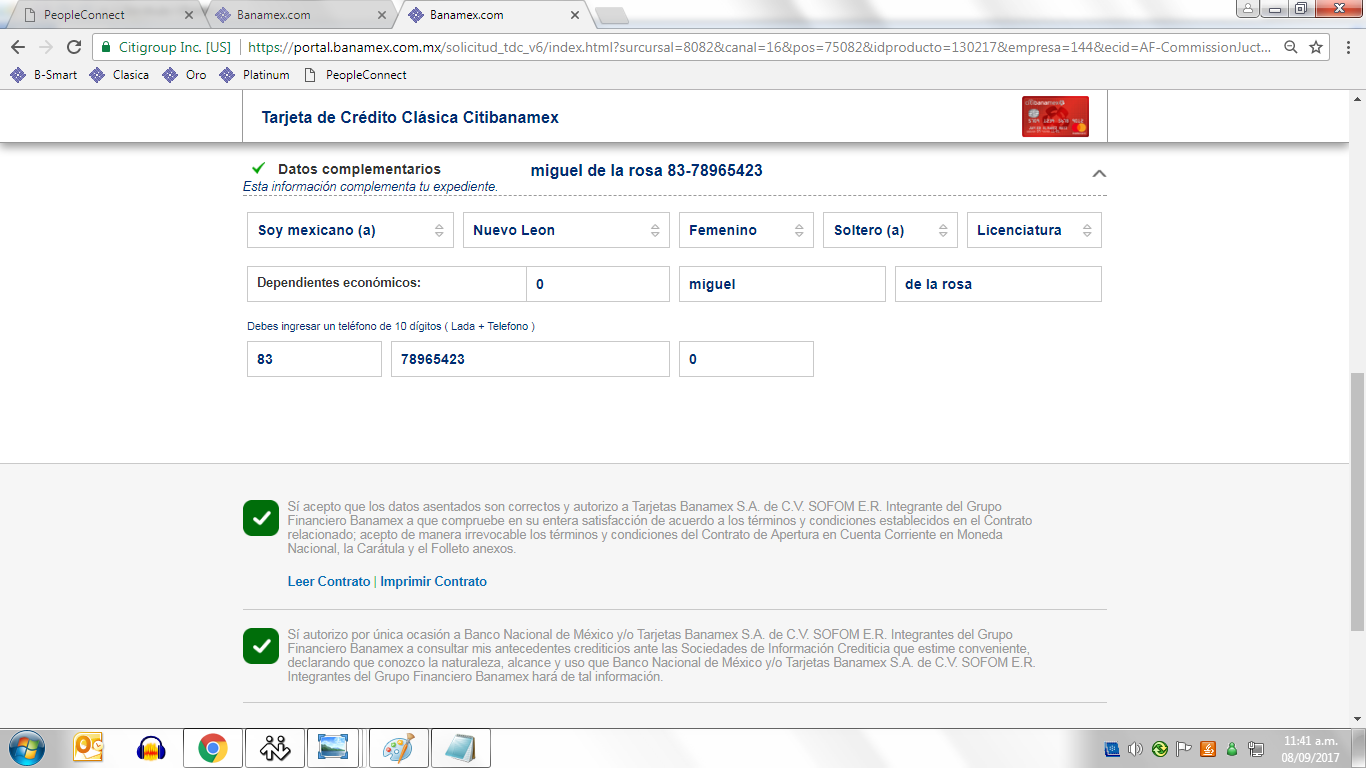 PeopleConnect
Banamex.com
Banamex.com
Citigroup Inc. [US] https://portal.banamex.com.mx/solicitud_tdc_v6/index.html?surcursal=8082&canal=16&pos=75082&idproducto=130217&empresa=144&ecid=AF-CommissionJuct...
B-Smart Clasica Oro Platinum PeopleConnect
Tarjeta de Crédito Clásica Citibanamex
Datos complementarios miguel de la rosa 83-78965423
Esta información complementa tu expediente.
Soy mexicano (a) Nuevo Leon Femenino Soltero (a) Licenciatura
Dependientes económicos: 0 miguel de la rosa
Debes ingresar un teléfono de 10 dígitos ( Lada + Telefono )
83 78965423 0
Sí acepto que los datos asentados son correctos y autorizo a Tarjetas Banamex S.A. de C.V. SOFOM E.R. Integrante del Grupo
Financiero Banamex a que compruebe en su entera satisfacción de acuerdo a los términos y condiciones establecidos en el Contrato
relacionado; acepto de manera irrevocable los términos y condiciones del Contrato de Apertura en Cuenta Corriente en Moneda
Nacional, la Carátula y el Folleto anexos.
Leer Contrato | Imprimir Contrato
Sí autorizo por única ocasión a Banco Nacional de México y/o Tarjetas Banamex S.A. de C.V. SOFOM E.R. Integrantes del Grupo
Financiero Banamex a consultar mis antecedentes crediticios ante las Sociedades de Información Crediticia que estime conveniente,
declarando que conozco la naturaleza, alcance y uso que Banco Nacional de México y/o Tarjetas Banamex S.A. de C.V. SOFOM E.R.
Integrantes del Grupo Financiero Banamex hará de tal información.
11:41 a.m.
08/09/2017